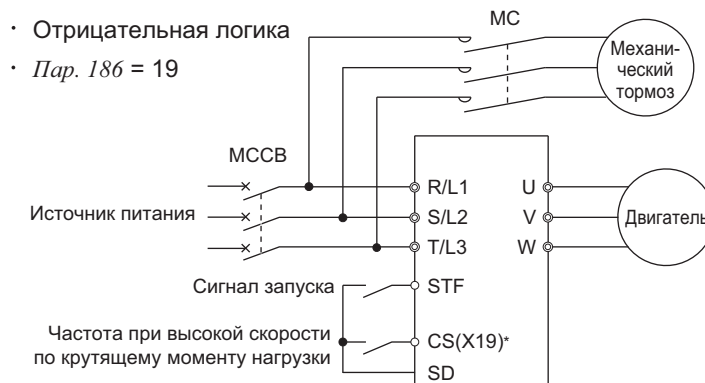 · Отрицательная логика
· Пар. 186 = 19
MC
Механи-
ческий
тормоз
MCCB
R/L1
U
Источник питания
S/L2
V
Двигатель
T/L3
W
Сигнал запуска
STF
Частота при высокой скорости
по крутящему моменту нагрузки
CS(X19)*
SD